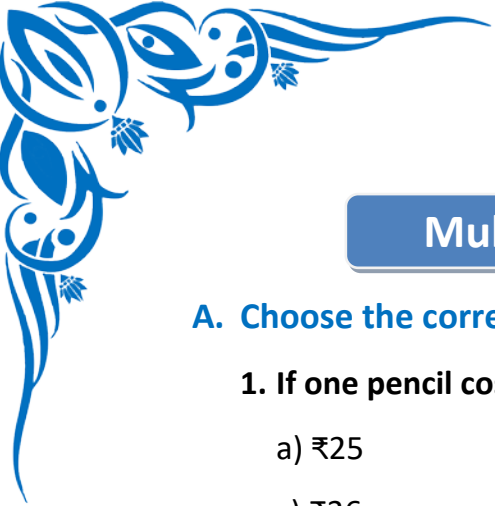 Mul
A. Choose the corre
1. If one pencil co
a) ₹25